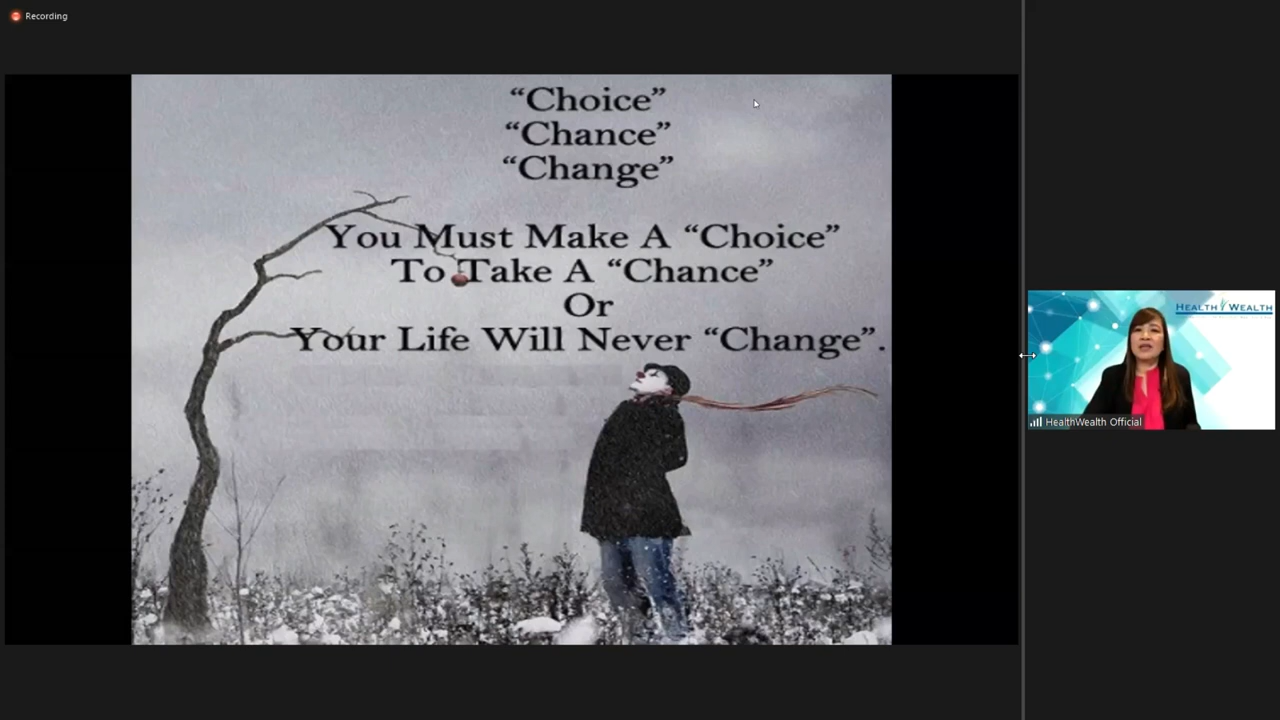 Recording
“Choice”
“Chance”
“Change”
You Must Make A “Choice”
To Take A “Chance”
Or
Your Life Will Never “Change”.
HEALTH WEALTH
HealthWealth Official